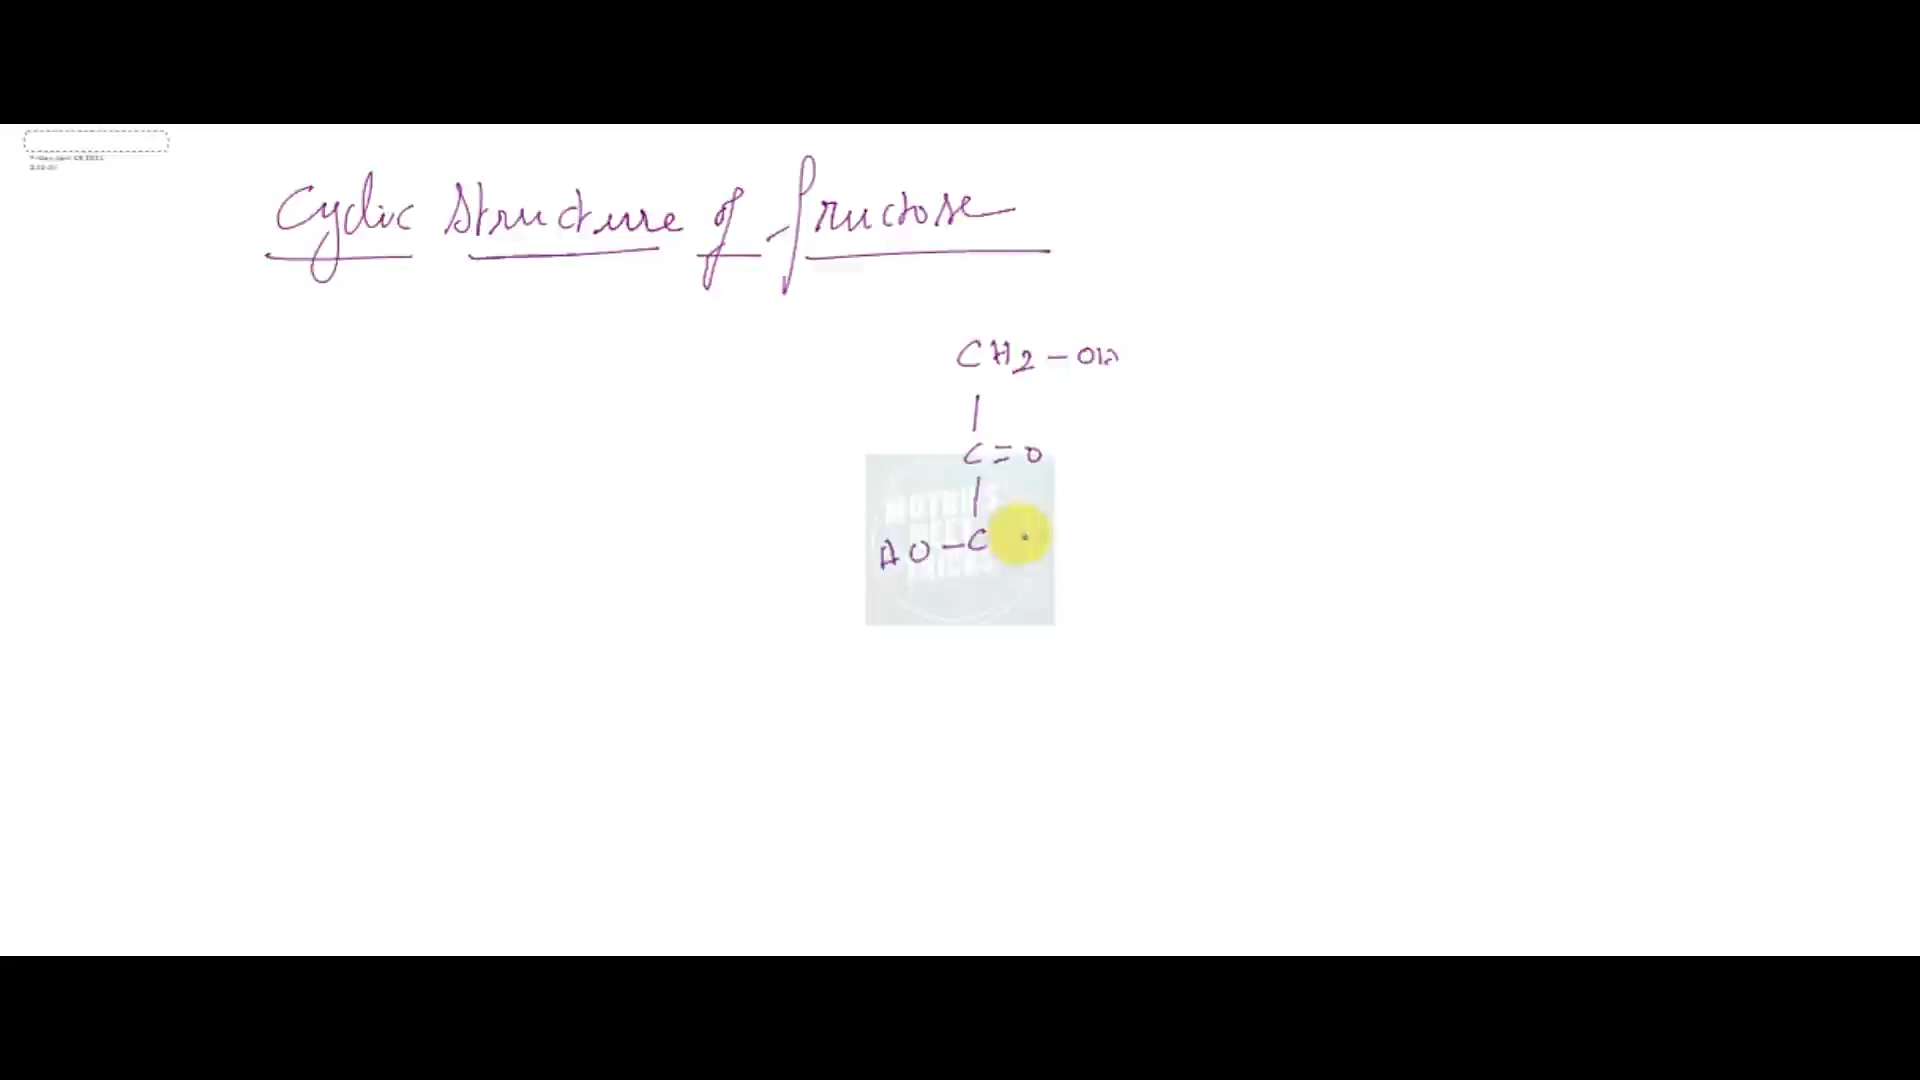 Cyclic Structure of fructose
CH2-OH
C=O
HO-C